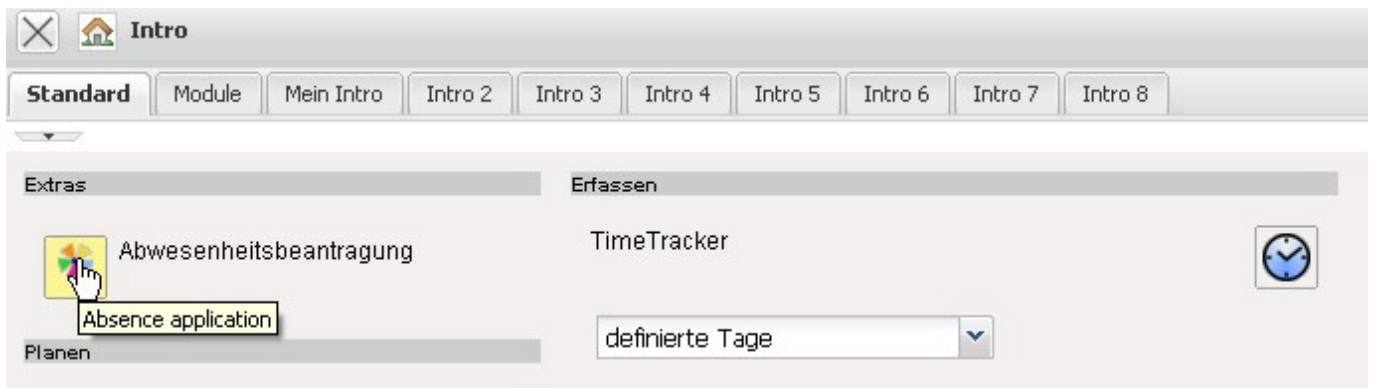 Intro
Standard Module Mein Intro Intro 2 Intro 3 Intro 4 Intro 5 Intro 6 Intro 7 Intro 8
Extras
Abwesenheitsbeantragung
Absence application
Planen
Erfassen
TimeTracker
definierte Tage